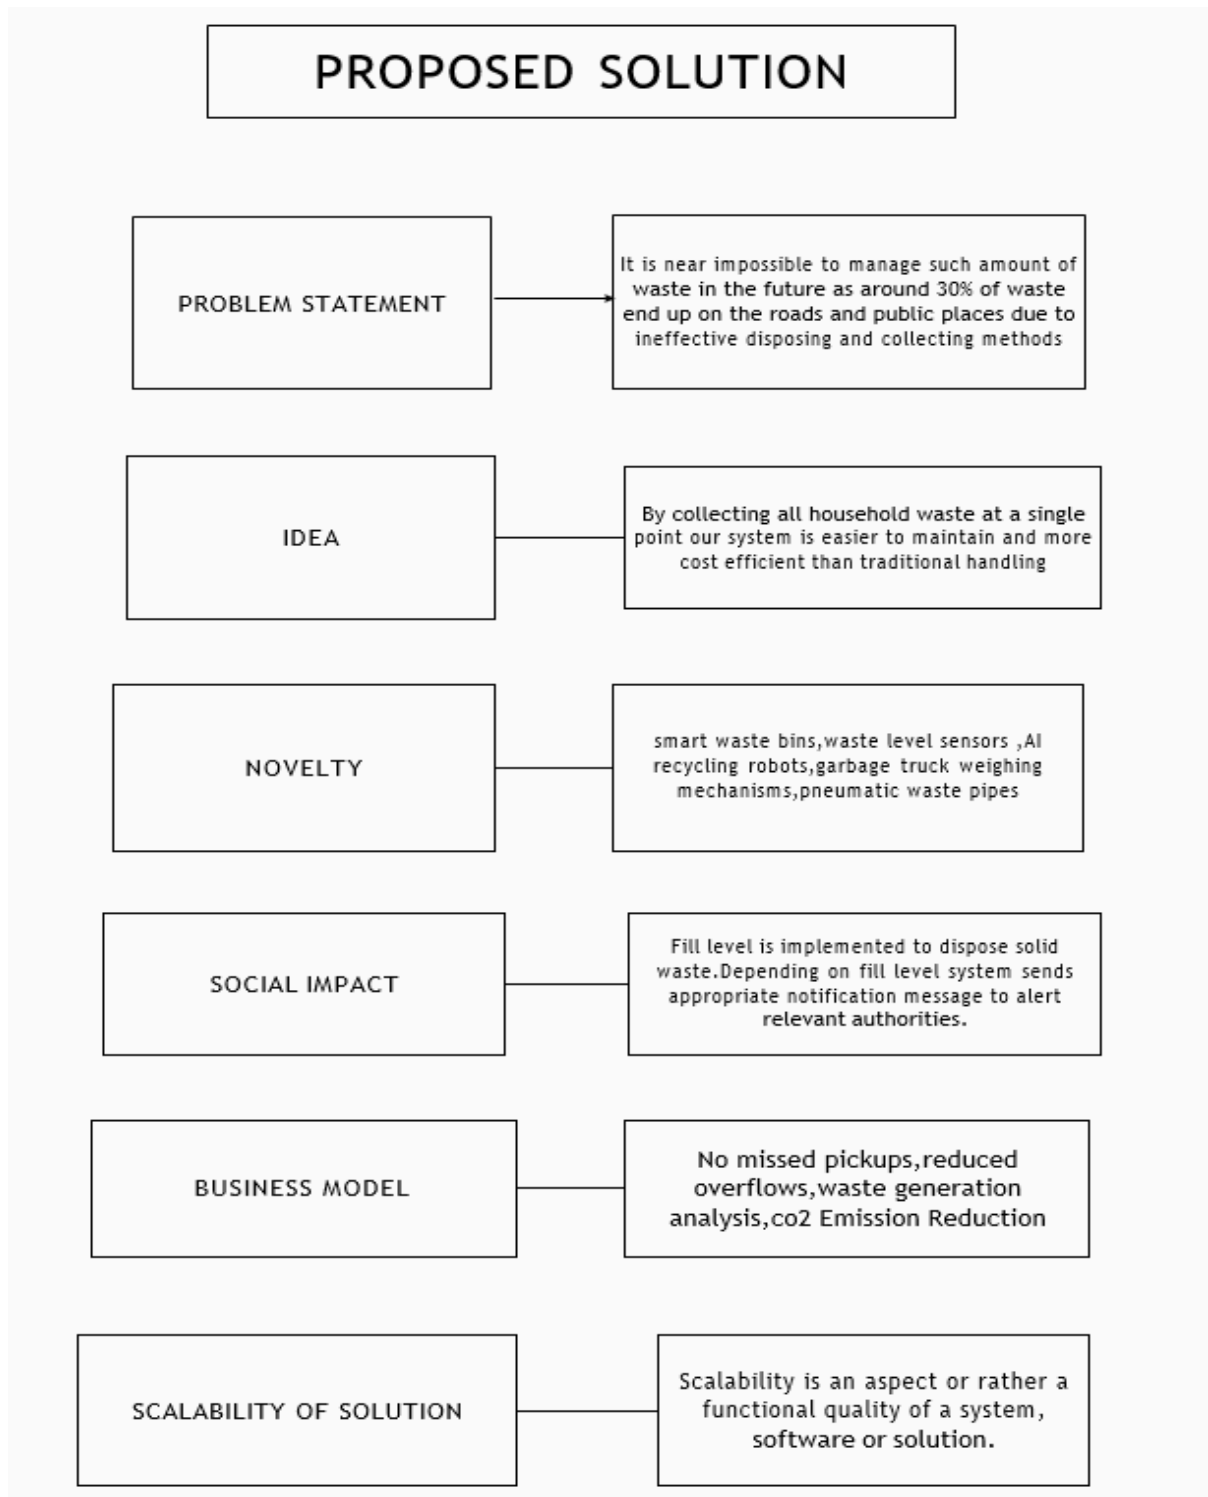 PROPOSED SOLUTION
PROBLEM STATEMENT
It is near impossible to manage such amount of
waste in the future as around 30% of waste
end up on the roads and public places due to
ineffective disposing and collecting methods
IDEA
By collecting all household waste at a single
point our system is easier to maintain and more
cost efficient than traditional handling
NOVELTY
smart waste bins,waste level sensors ,AI
recycling robots,garbage truck weighing
mechanisms,pneumatic waste pipes
SOCIAL IMPACT
Fill level is implemented to dispose solid
waste.Depending on fill level system sends
appropriate notification message to alert
relevant authorities.
BUSINESS MODEL
No missed pickups,reduced
overflows,waste generation
analysis,co2 Emission Reduction
SCALABILITY OF SOLUTION
Scalability is an aspect or rather a
functional quality of a system,
software or solution.